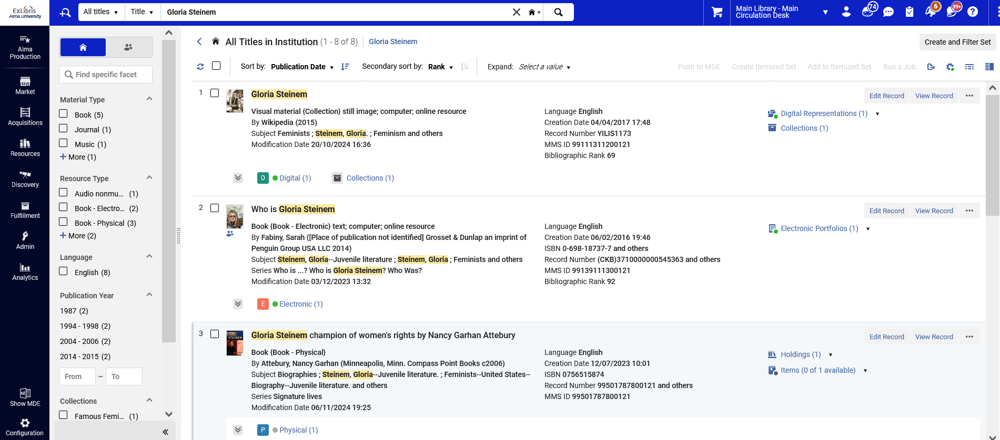 ExLibris
Alma University
All titles
Title
Gloria Steinem
Main Library - Main
Circulation Desk
74
6
99+
Alma
Production
Market
Acquisitions
Resources
Discovery
Fulfillment
Admin
Analytics
Show MDE
Configuration
Find specific facet
Material Type
Book (5)
Journal (1)
Music (1)
+ More (1)
Resource Type
Audio nonmu... (1)
Book - Electro... (2)
Book - Physical (3)
+ More (2)
Language
English (8)
Publication Year
1987 (2)
1994 - 1998 (2)
2004 - 2006 (2)
2014 - 2015 (2)
From – To
Collections
Famous Femi... (1)
All Titles in Institution (1 - 8 of 8) Gloria Steinem
Create and Filter Set
Sort by: Publication Date Secondary sort by: Rank Expand: Select a value
Push to MDE Create Itemized Set Add to Itemized Set Run a Job
1
Gloria Steinem
Edit Record View Record
Visual material {Collection} still image; computer; online resource
By Wikipedia (2015)
Subject Feminists ; Steinem, Gloria. ; Feminism and others
Modification Date 20/10/2024 16:36
Language English
Creation Date 04/04/2017 17:48
Record Number YILIS1173
MMS ID 99111311200121
Bibliographic Rank 69
Digital Representations (1)
Collections (1)
D Digital (1) Collections (1)
2
Who is Gloria Steinem
Edit Record View Record
Book {Book - Electronic} text; computer; online resource
By Fabiny, Sarah ([Place of publication not identified] Grosset & Dunlap an imprint of
Penguin Group USA LLC 2014)
Subject Steinem, Gloria--Juvenile literature ; Steinem, Gloria ; Feminists and others
Series Who is ...? Who is Gloria Steinem? Who Was?
Modification Date 03/12/2023 13:32
Language English
Creation Date 06/02/2016 19:46
ISBN 0-698-18737-7 and others
Record Number (CKB)3710000000545363 and others
MMS ID 99139111300121
Bibliographic Rank 92
Electronic Portfolios (1)
E Electronic (1)
3
STEINEM
Gloria Steinem champion of women's rights by Nancy Garhan Attebury
Edit Record View Record
Book {Book - Physical}
By Attebury, Nancy Garhan (Minneapolis, Minn. Compass Point Books c2006)
Subject Biographies ; Steinem, Gloria--Juvenile literature. ; Feminists--United States--
Biography--Juvenile literature. and others
Series Signature lives
Modification Date 06/11/2024 19:25
Language English
Creation Date 12/07/2023 10:01
ISBN 0756515874
Record Number 99501787800121 and others
MMS ID 99501787800121
Holdings (1)
Items (0 of 1 available)
P Physical (1)